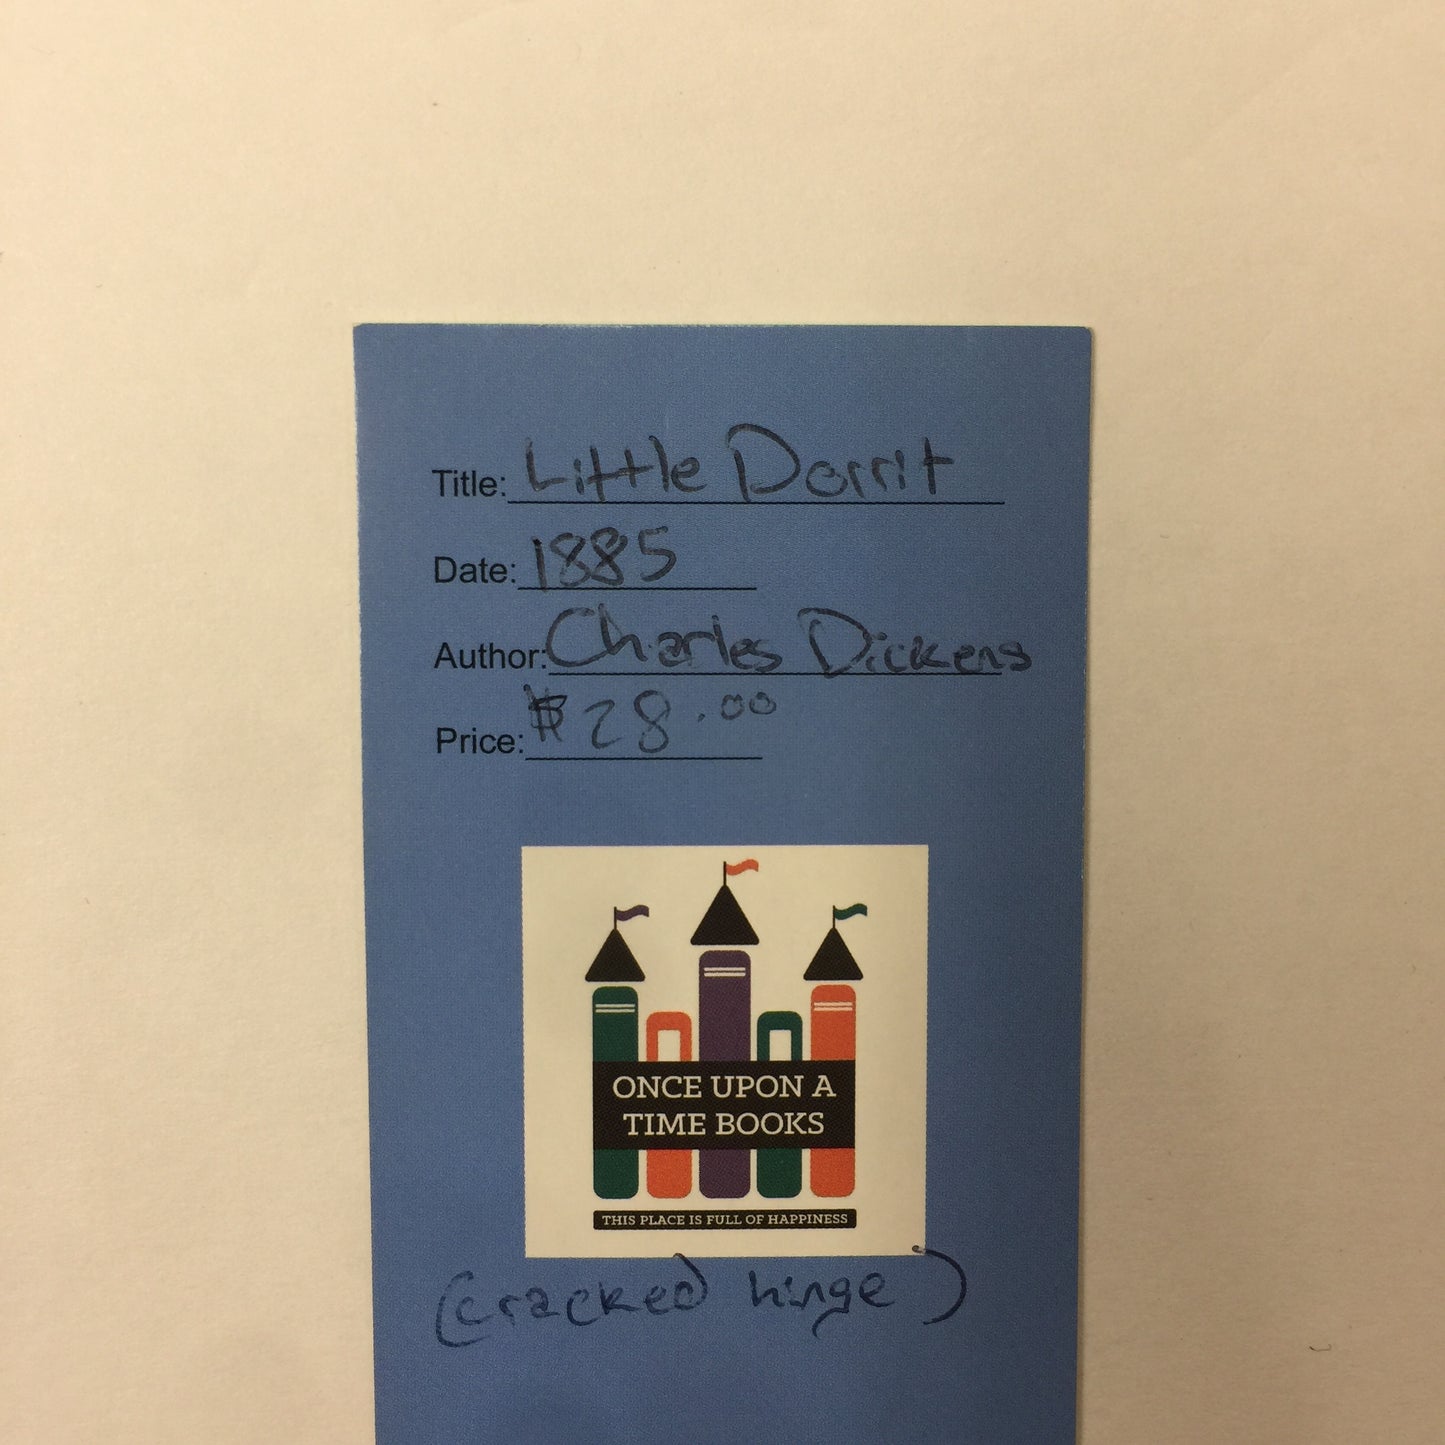 Title: Little Dorrit
Date: 1885
Author: Charles Dickens
Price: $28.00
ONCE UPON A
TIME BOOKS
THIS PLACE IS FULL OF HAPPINESS
(cracked hinge)